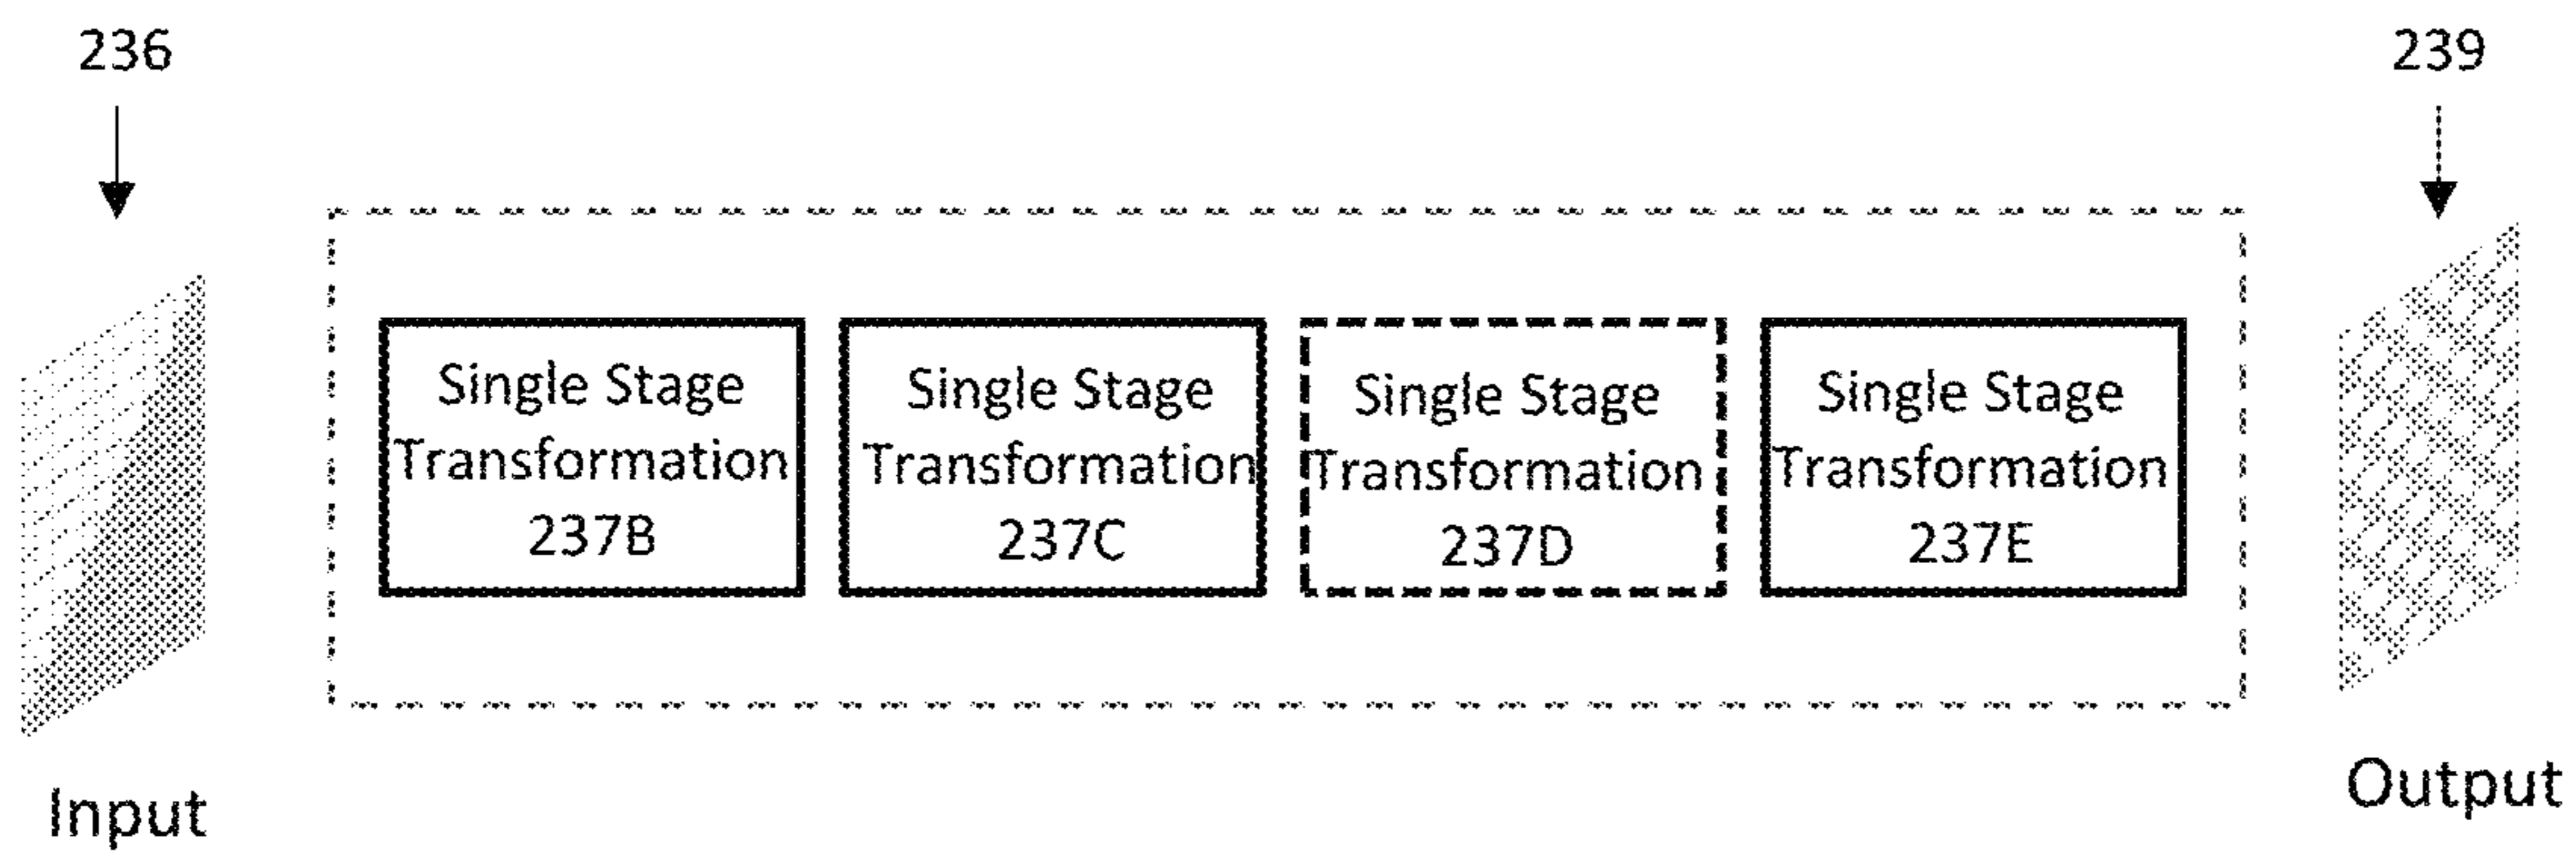 236
239
Single Stage
Transformation
237B
Single Stage
Transformation
237C
Single Stage
Transformation
237D
Single Stage
Transformation
237E
Input
Output